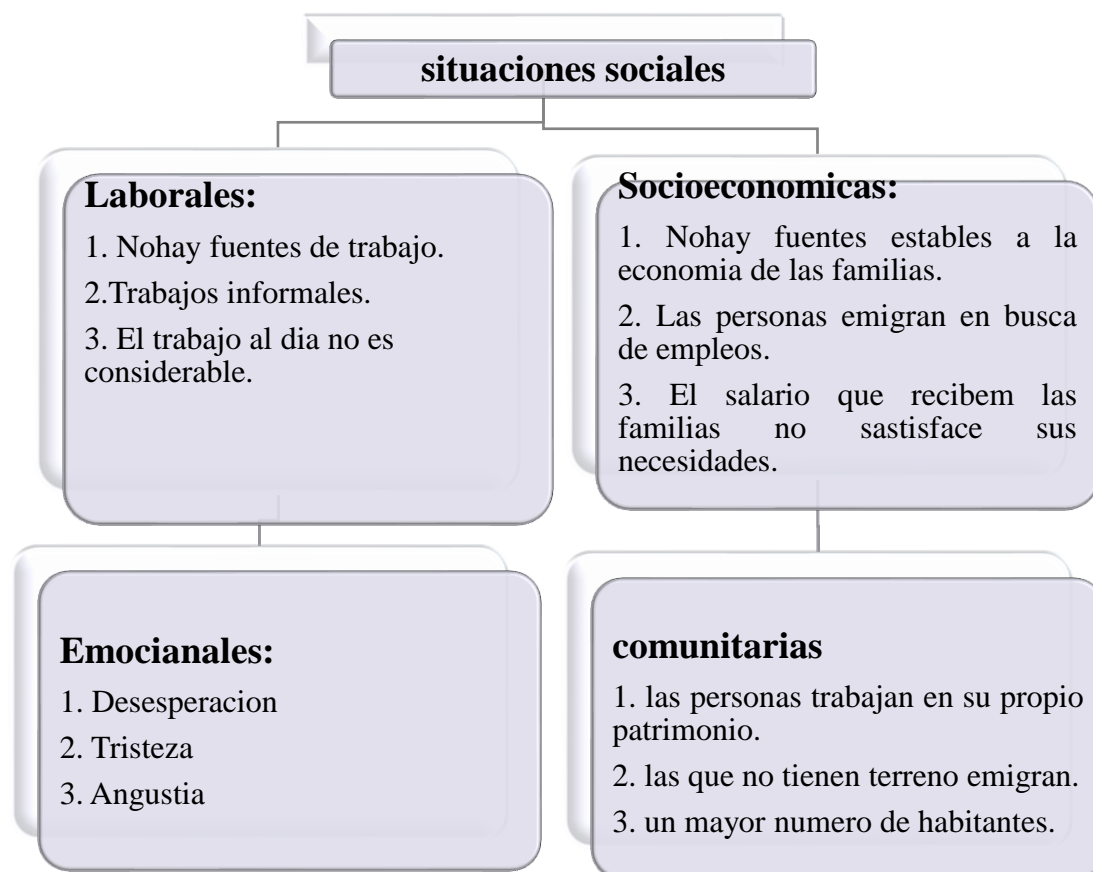 situaciones sociales
Laborales:
1. Nohay fuentes de trabajo.
2.Trabajos informales.
3. El trabajo al dia no es
considerable.
Socioeconomicas:
1. Nohay fuentes estables a la
economia de las familias.
2. Las personas emigran en busca
de empleos.
3. El salario que recibem las
familias no sastisface sus
necesidades.
Emocianales:
1. Desesperacion
2. Tristeza
3. Angustia
comunitarias
1. las personas trabajan en su propio
patrimonio.
2. las que no tienen terreno emigran.
3. un mayor numero de habitantes.